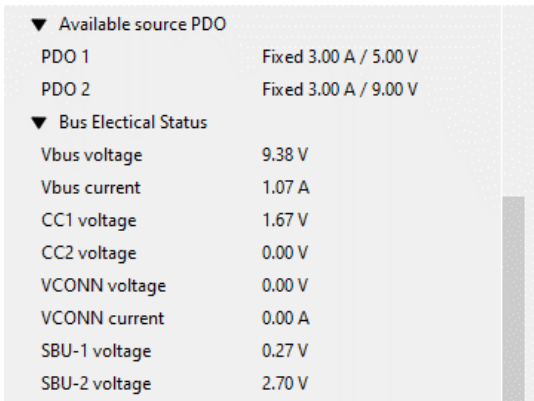 ▼ Available source PDO
PDO 1 Fixed 3.00 A / 5.00 V
PDO 2 Fixed 3.00 A / 9.00 V
▼ Bus Electical Status
Vbus voltage 9.38 V
Vbus current 1.07 A
CC1 voltage 1.67 V
CC2 voltage 0.00 V
VCONN voltage 0.00 V
VCONN current 0.00 A
SBU-1 voltage 0.27 V
SBU-2 voltage 2.70 V